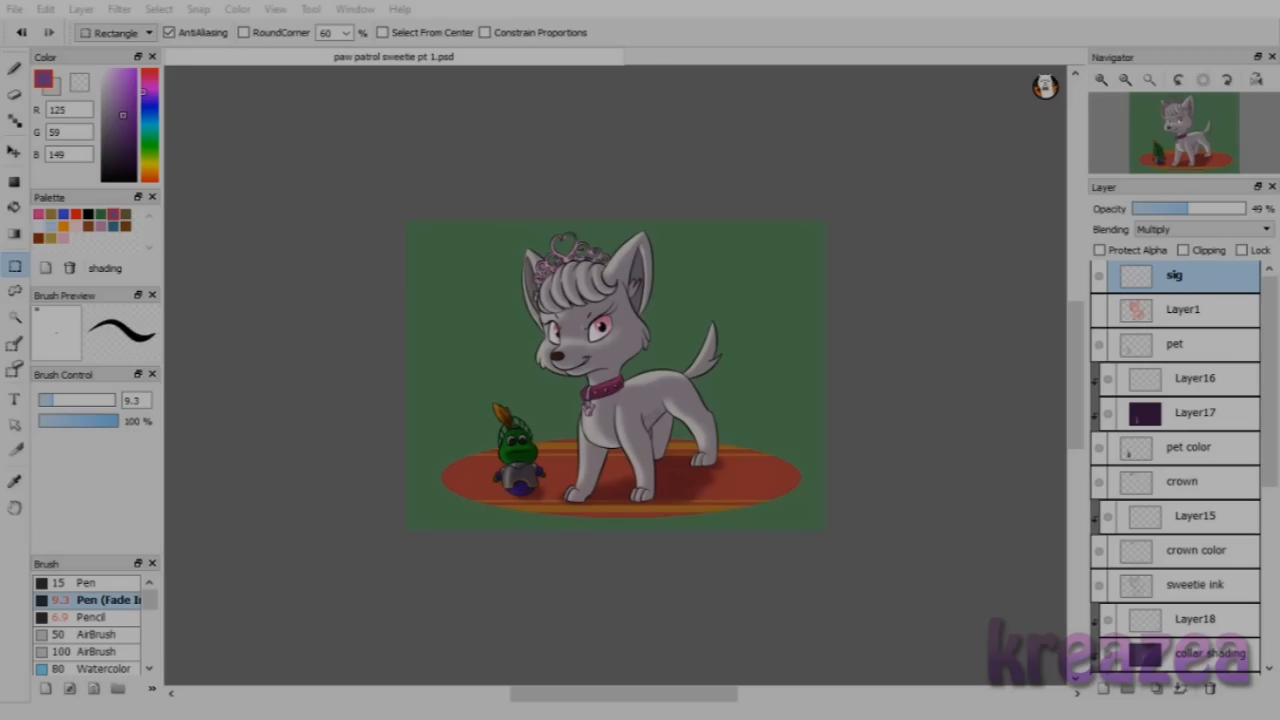 File Edit Layer Filter Select Snap Color View Tool Window Help
Rectangle AntiAliasing RoundCorner 60 % Select From Center Constrain Proportions
Color
paw patrol sweetie pt 1.psd
Navigator
R 125
G 59
B 149
Palette
shading
Brush Preview
Brush Control
9.3
100 %
Brush
15 Pen
9.3 Pen (Fade I
6.9 Pencil
50 AirBrush
100 AirBrush
80 Watercolor
Layer
Opacity 49 %
Blending Multiply
Protect Alpha Clipping Lock
sig
Layer1
pet
Layer16
Layer17
pet color
crown
Layer15
crown color
sweetie ink
Layer18
collar shading
kreazea